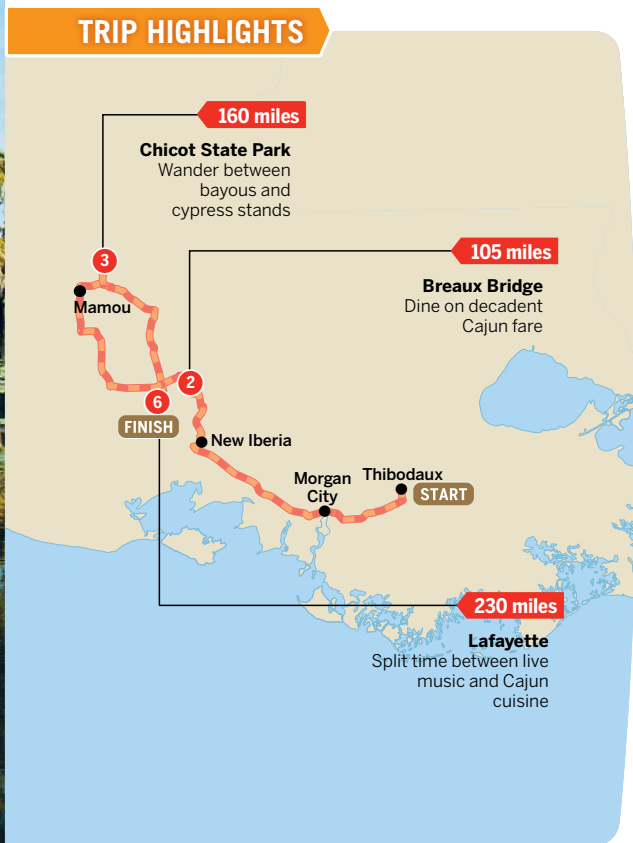 TRIP HIGHLIGHTS
160 miles
Chicot State Park
Wander between
bayous and
cypress stands
105 miles
Breaux Bridge
Dine on decadent
Cajun fare
3
Mamou
2
6
FINISH
New Iberia
Morgan
City
Thibodaux
START
230 miles
Lafayette
Split time between live
music and Cajun
cuisine